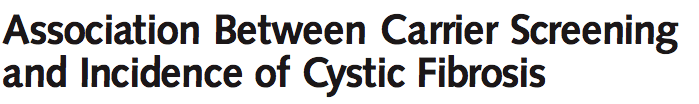 Association Between Carrier Screening
and Incidence of Cystic Fibrosis